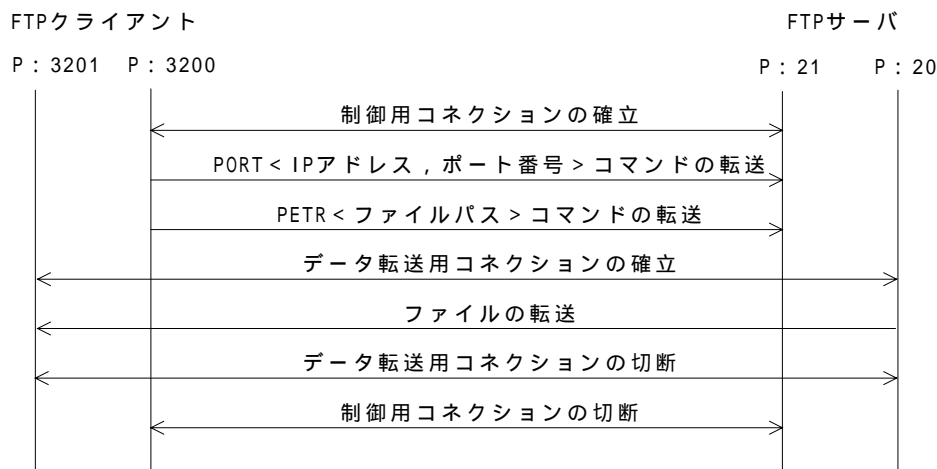 FTPクライアント FTPサーバ
P:3201 P:3200 P:21 P:20
制御用コネクションの確立
PORT<IPアドレス,ポート番号>コマンドの転送
PETR<ファイルパス>コマンドの転送
データ転送用コネクションの確立
ファイルの転送
データ転送用コネクションの切断
制御用コネクションの切断